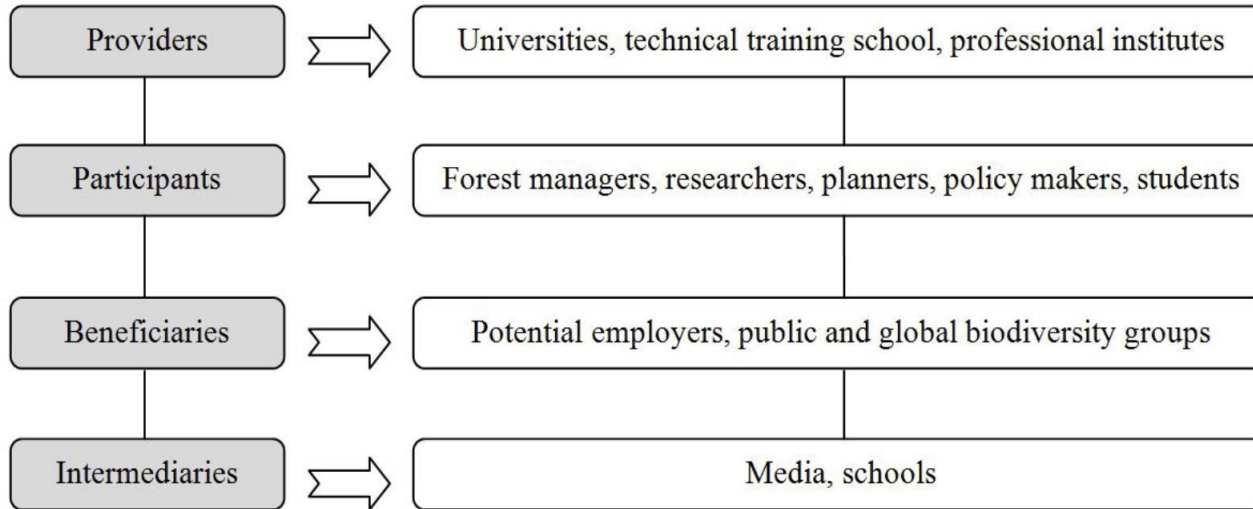 Providers
Universities, technical training school, professional institutes
Participants
Forest managers, researchers, planners, policy makers, students
Beneficiaries
Potential employers, public and global biodiversity groups
Intermediaries
Media, schools